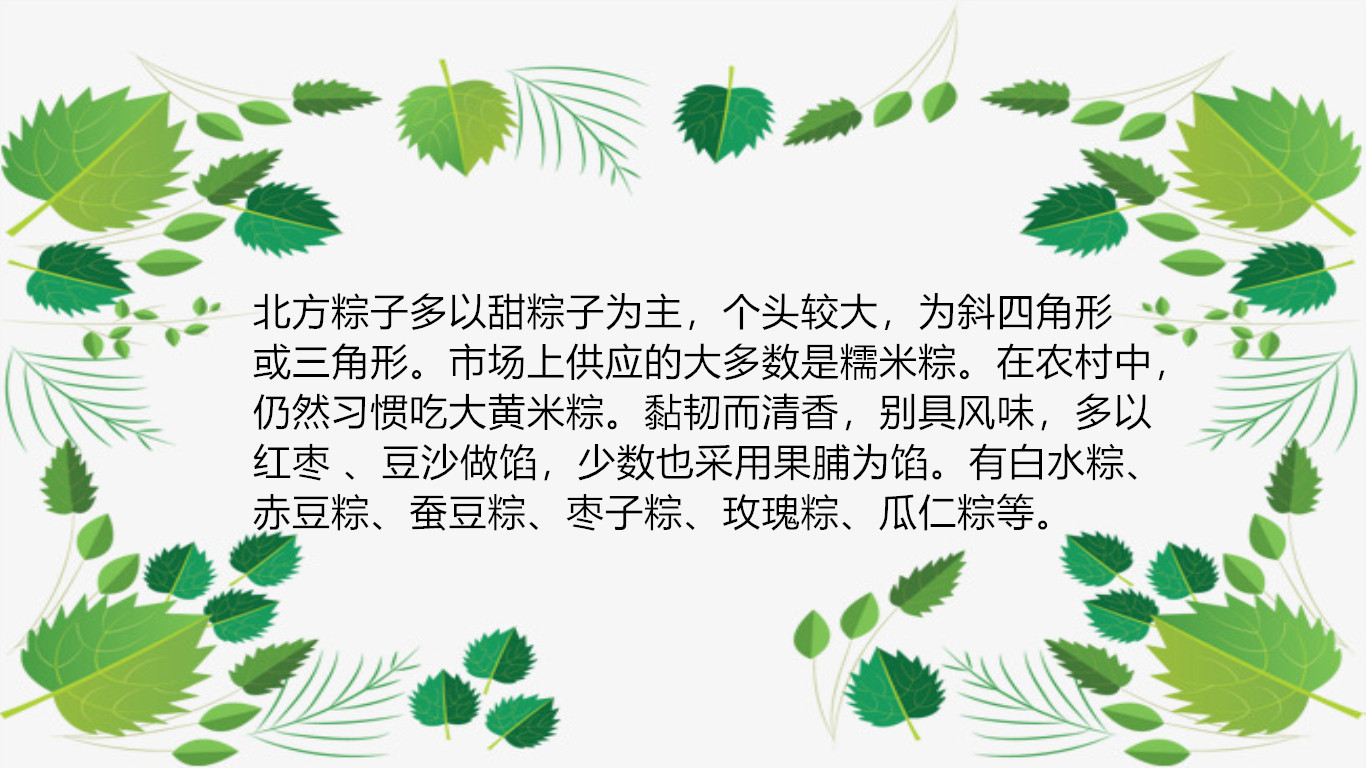 北方粽子多以甜粽子为主，个头较大，为斜四角形
或三角形。市场上供应的大多数是糯米粽。在农村中，
仍然习惯吃大黄米粽。黏韧而清香，别具风味，多以
红枣 、豆沙做馅，少数也采用果脯为馅。有白水粽、
赤豆粽、蚕豆粽、枣子粽、玫瑰粽、瓜仁粽等。